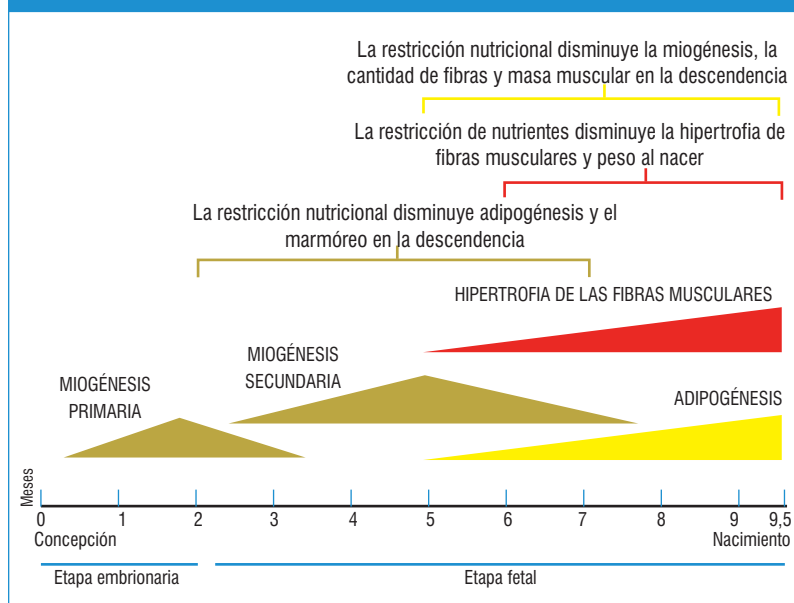 La restricción nutricional disminuye la miogénesis, la
cantidad de fibras y masa muscular en la descendencia
La restricción de nutrientes disminuye la hipertrofia de
fibras musculares y peso al nacer
La restricción nutricional disminuye adipogénesis y el
marmóreo en la descendencia
HIPERTROFIA DE LAS FIBRAS MUSCULARES
MIOGÉNESIS
SECUNDARIA
MIOGÉNESIS
PRIMARIA
ADIPOGÉNESIS
Meses
0 1 2 3 4 5 6 7 8 9 9,5
Concepción Nacimiento
Etapa embrionaria Etapa fetal